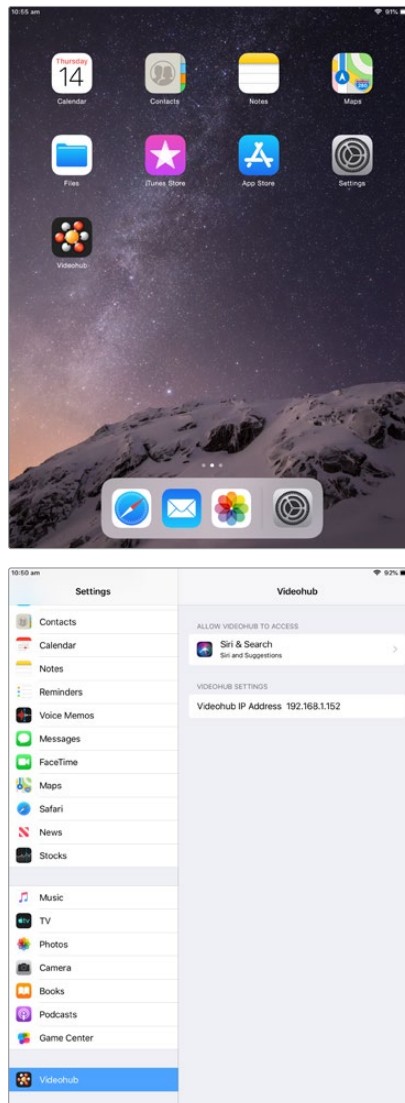 10:55 am 91%
Thursday
14
Calendar Contacts Notes Maps
Files iTunes Store App Store Settings
Videohub
10:50 am 92%
Settings Videohub
Contacts
ALLOW VIDEOHUB TO ACCESS
Calendar
Siri & Search
Siri and Suggestions
Notes
VIDEOHUB SETTINGS
Reminders
Videohub IP Address 192.168.1.152
Voice Memos
Messages
FaceTime
Maps
Safari
News
Stocks
Music
TV
Photos
Camera
Books
Podcasts
Game Center
Videohub